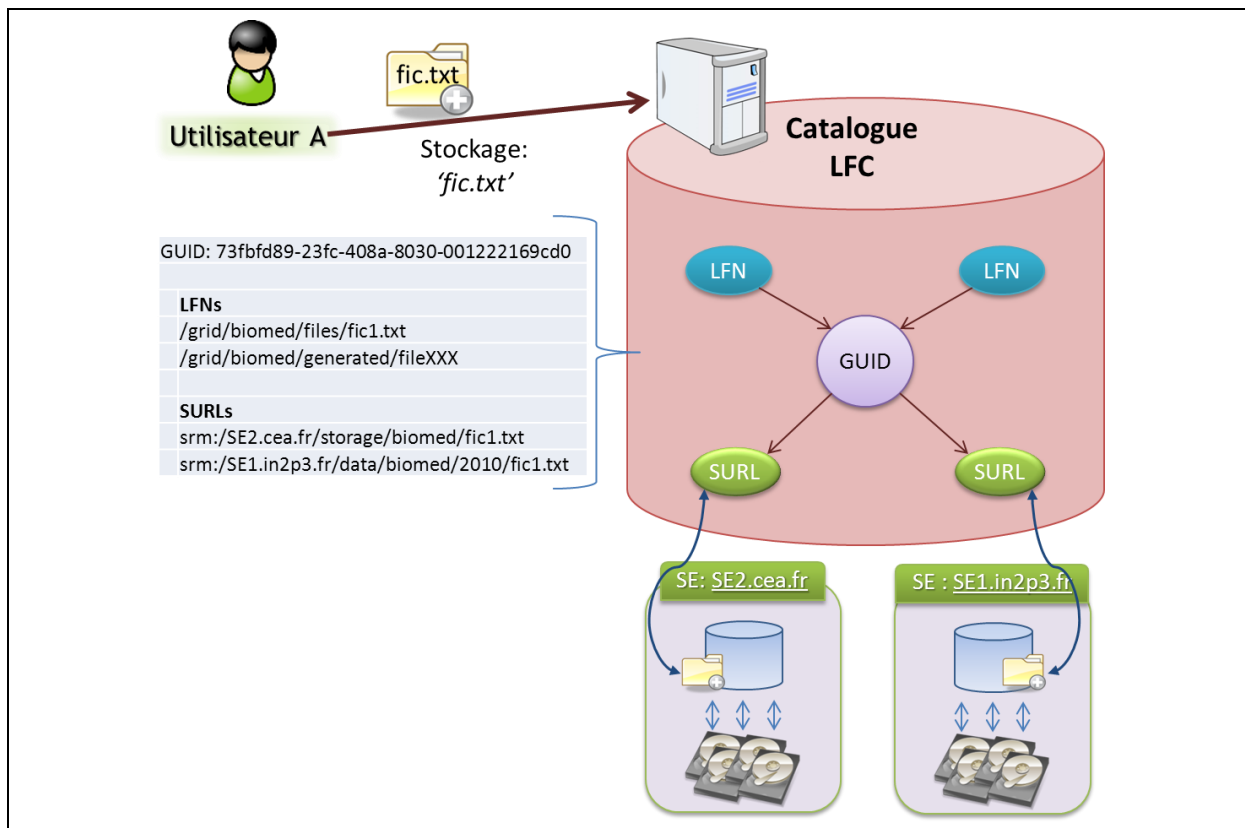 fic.txt
Utilisateur A
Stockage:
‘fic.txt’
Catalogue
LFC
GUID: 73fbfd89-23fc-408a-8030-001222169cd0
LFNs
/grid/biomed/files/fic1.txt
/grid/biomed/generated/fileXXX
SURLs
srm:/SE2.cea.fr/storage/biomed/fic1.txt
srm:/SE1.in2p3.fr/data/biomed/2010/fic1.txt
LFN
LFN
GUID
SURL
SURL
SE: SE2.cea.fr
SE : SE1.in2p3.fr